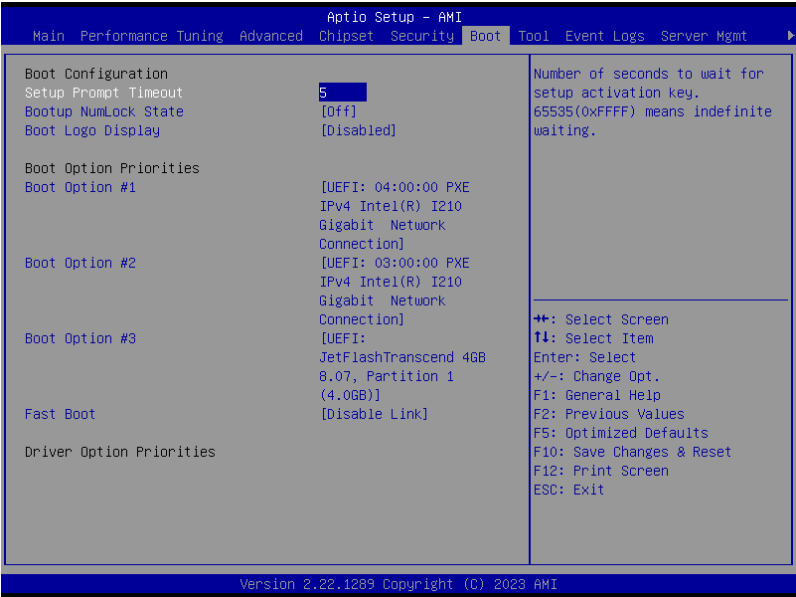 Aptio Setup – AMI
Main Performance Tuning Advanced Chipset Security Boot Tool Event Logs Server Mgmt
Boot Configuration
Setup Prompt Timeout 5
Bootup NumLock State [Off]
Boot Logo Display [Disabled]
Boot Option Priorities
Boot Option #1 [UEFI: 04:00:00 PXE
IPv4 Intel(R) I210
Gigabit Network
Connection]
Boot Option #2 [UEFI: 03:00:00 PXE
IPv4 Intel(R) I210
Gigabit Network
Connection]
Boot Option #3 [UEFI:
JetFlashTranscend 4GB
8.07, Partition 1
(4.0GB)]
Fast Boot [Disable Link]
Driver Option Priorities
Number of seconds to wait for
setup activation key.
65535(0xFFFF) means indefinite
waiting.
→←: Select Screen
↑↓: Select Item
Enter: Select
+/-: Change Opt.
F1: General Help
F2: Previous Values
F5: Optimized Defaults
F10: Save Changes & Reset
F12: Print Screen
ESC: Exit
Version 2.22.1289 Copyright (C) 2023 AMI